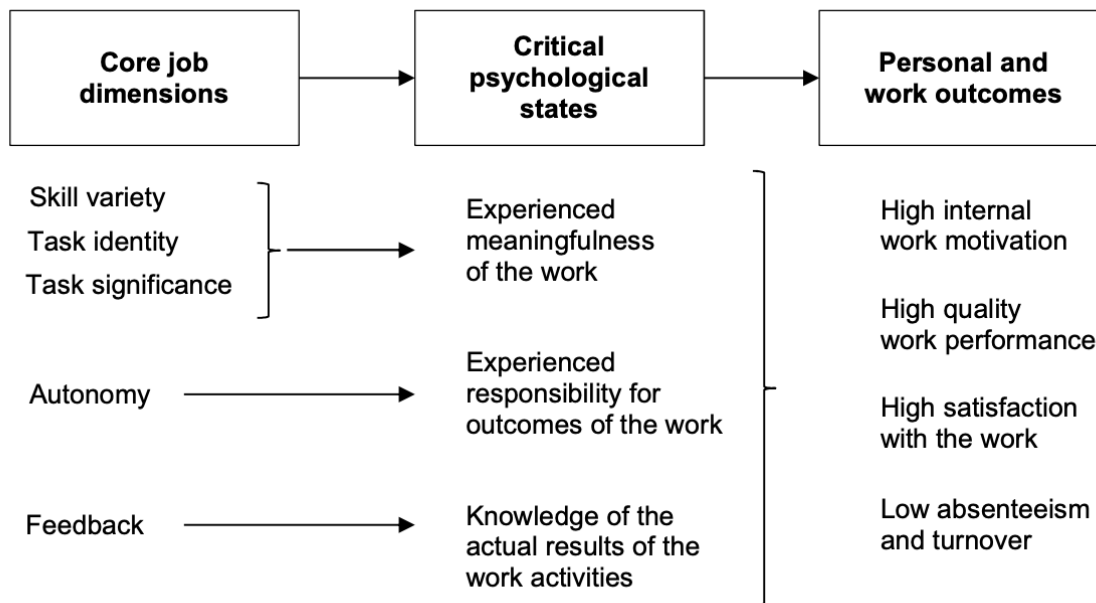 Core job
dimensions
Critical
psychological
states
Personal and
work outcomes
Skill variety
Task identity
Task significance
Experienced
meaningfulness
of the work
Autonomy
Experienced
responsibility for
outcomes of the work
Feedback
Knowledge of the
actual results of the
work activities
High internal
work motivation
High quality
work performance
High satisfaction
with the work
Low absenteeism
and turnover